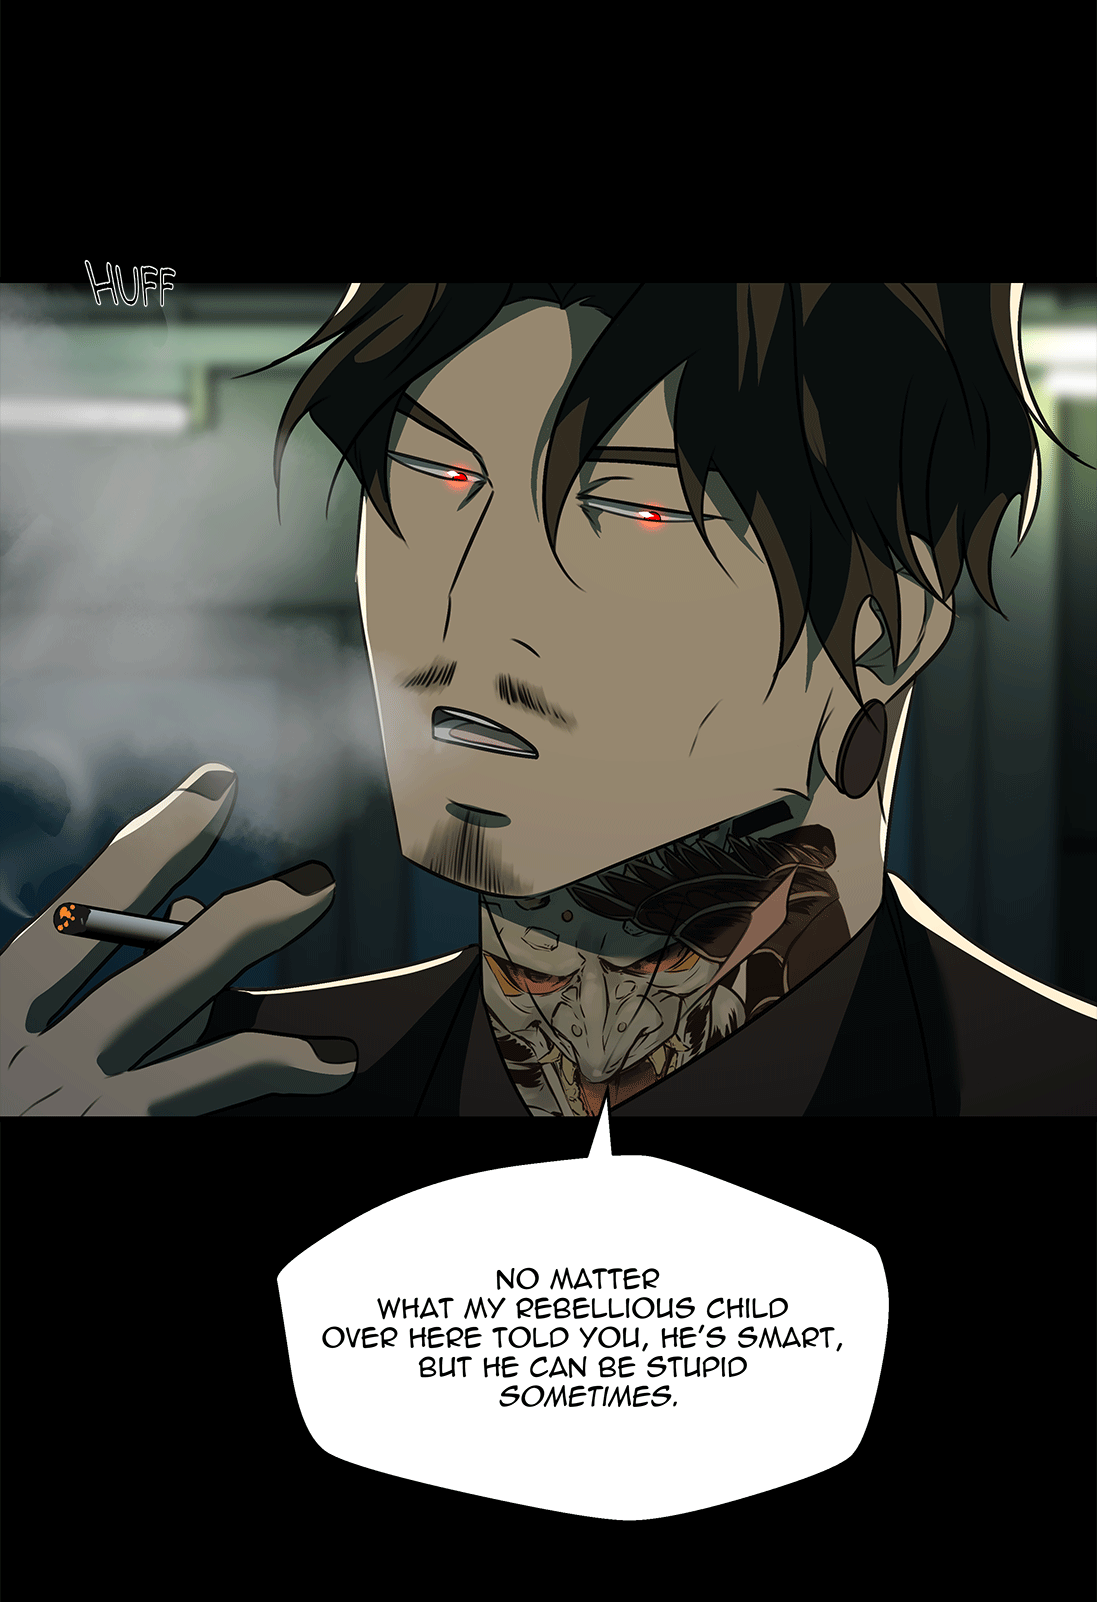 HUFF
NO MATTER
WHAT MY REBELLIOUS CHILD
OVER HERE TOLD YOU, HE'S SMART,
BUT HE CAN BE STUPID
SOMETIMES.